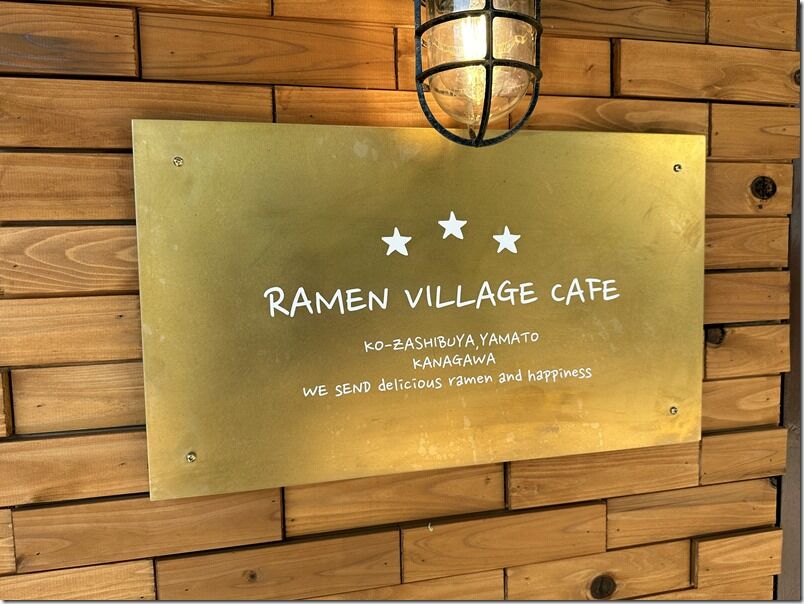 RAMEN VILLAGE CAFE
KO-ZASHIBUYA,YAMATO
KANAGAWA
WE SEND delicious ramen and happiness